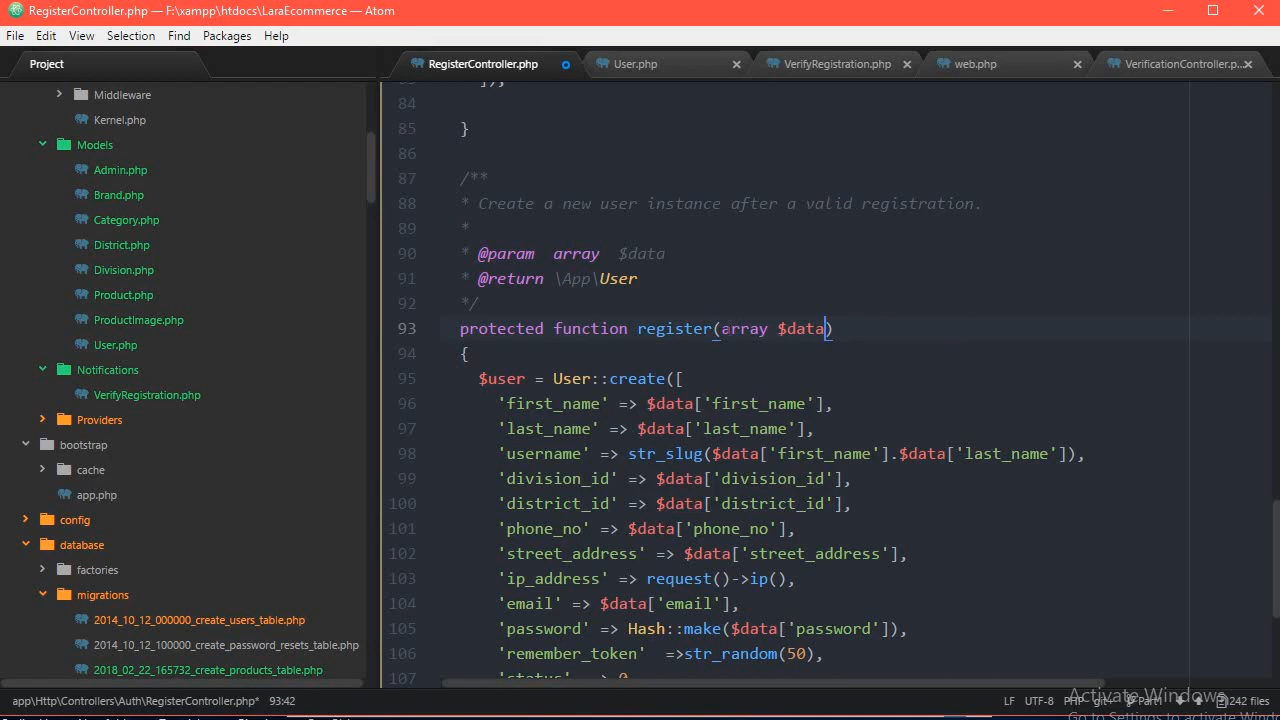 RegisterController.php — F:\xampp\htdocs\LaraEcommerce — Atom
File Edit View Selection Find Packages Help
Project
RegisterController.php
User.php
VerifyRegistration.php
web.php
VerificationController.p...
Middleware
Kernel.php
Models
Admin.php
Brand.php
Category.php
District.php
Division.php
Product.php
ProductImage.php
User.php
Notifications
VerifyRegistration.php
Providers
bootstrap
cache
app.php
config
database
factories
migrations
2014_10_12_000000_create_users_table.php
2014_10_12_100000_create_password_resets_table.php
2018_02_22_165732_create_products_table.php
84
85 }
86
87 /**
88 * Create a new user instance after a valid registration.
89 *
90 * @param  array  $data
91 * @return \App\User
92 */
93 protected function register(array $data)
94 {
95 $user = User::create([
96 'first_name' => $data['first_name'],
97 'last_name' => $data['last_name'],
98 'username' => str_slug($data['first_name'].$data['last_name']),
99 'division_id' => $data['division_id'],
100 'district_id' => $data['district_id'],
101 'phone_no' => $data['phone_no'],
102 'street_address' => $data['street_address'],
103 'ip_address' => request()->ip(),
104 'email' => $data['email'],
105 'password' => Hash::make($data['password']),
106 'remember_token'  =>str_random(50),
107
app\Http\Controllers\Auth\RegisterController.php* 93:42
LF UTF-8 PHP 242 files
Activate Windows
Go to Settings to activate